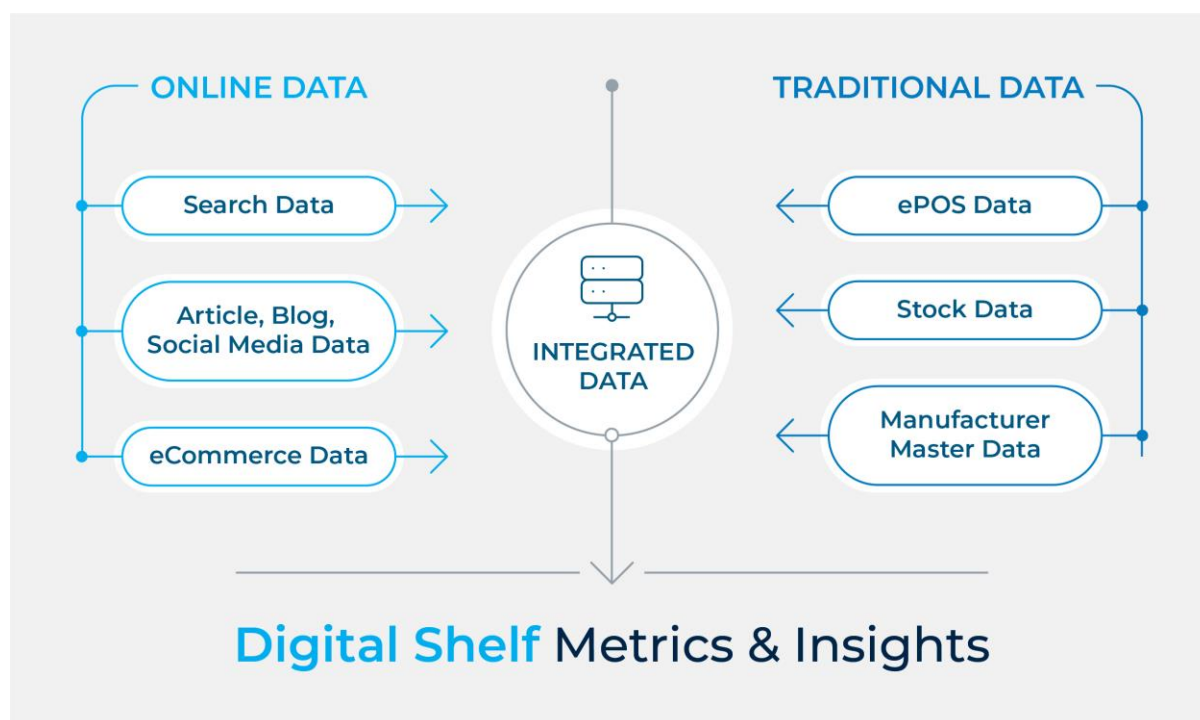 ONLINE DATA
Search Data
Article, Blog,
Social Media Data
eCommerce Data
INTEGRATED
DATA
TRADITIONAL DATA
ePOS Data
Stock Data
Manufacturer
Master Data
Digital Shelf Metrics & Insights